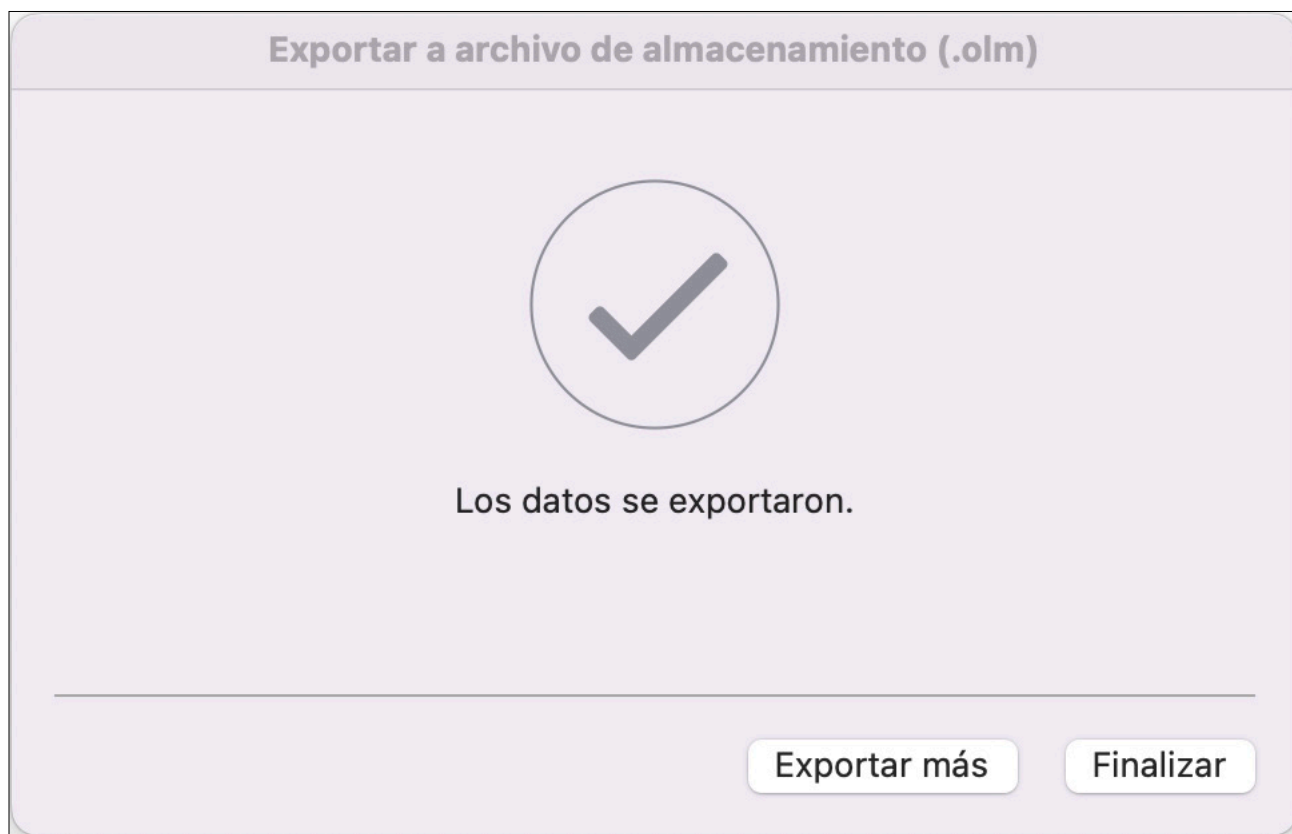 Exportar a archivo de almacenamiento (.olm)
Los datos se exportaron.
Exportar más
Finalizar